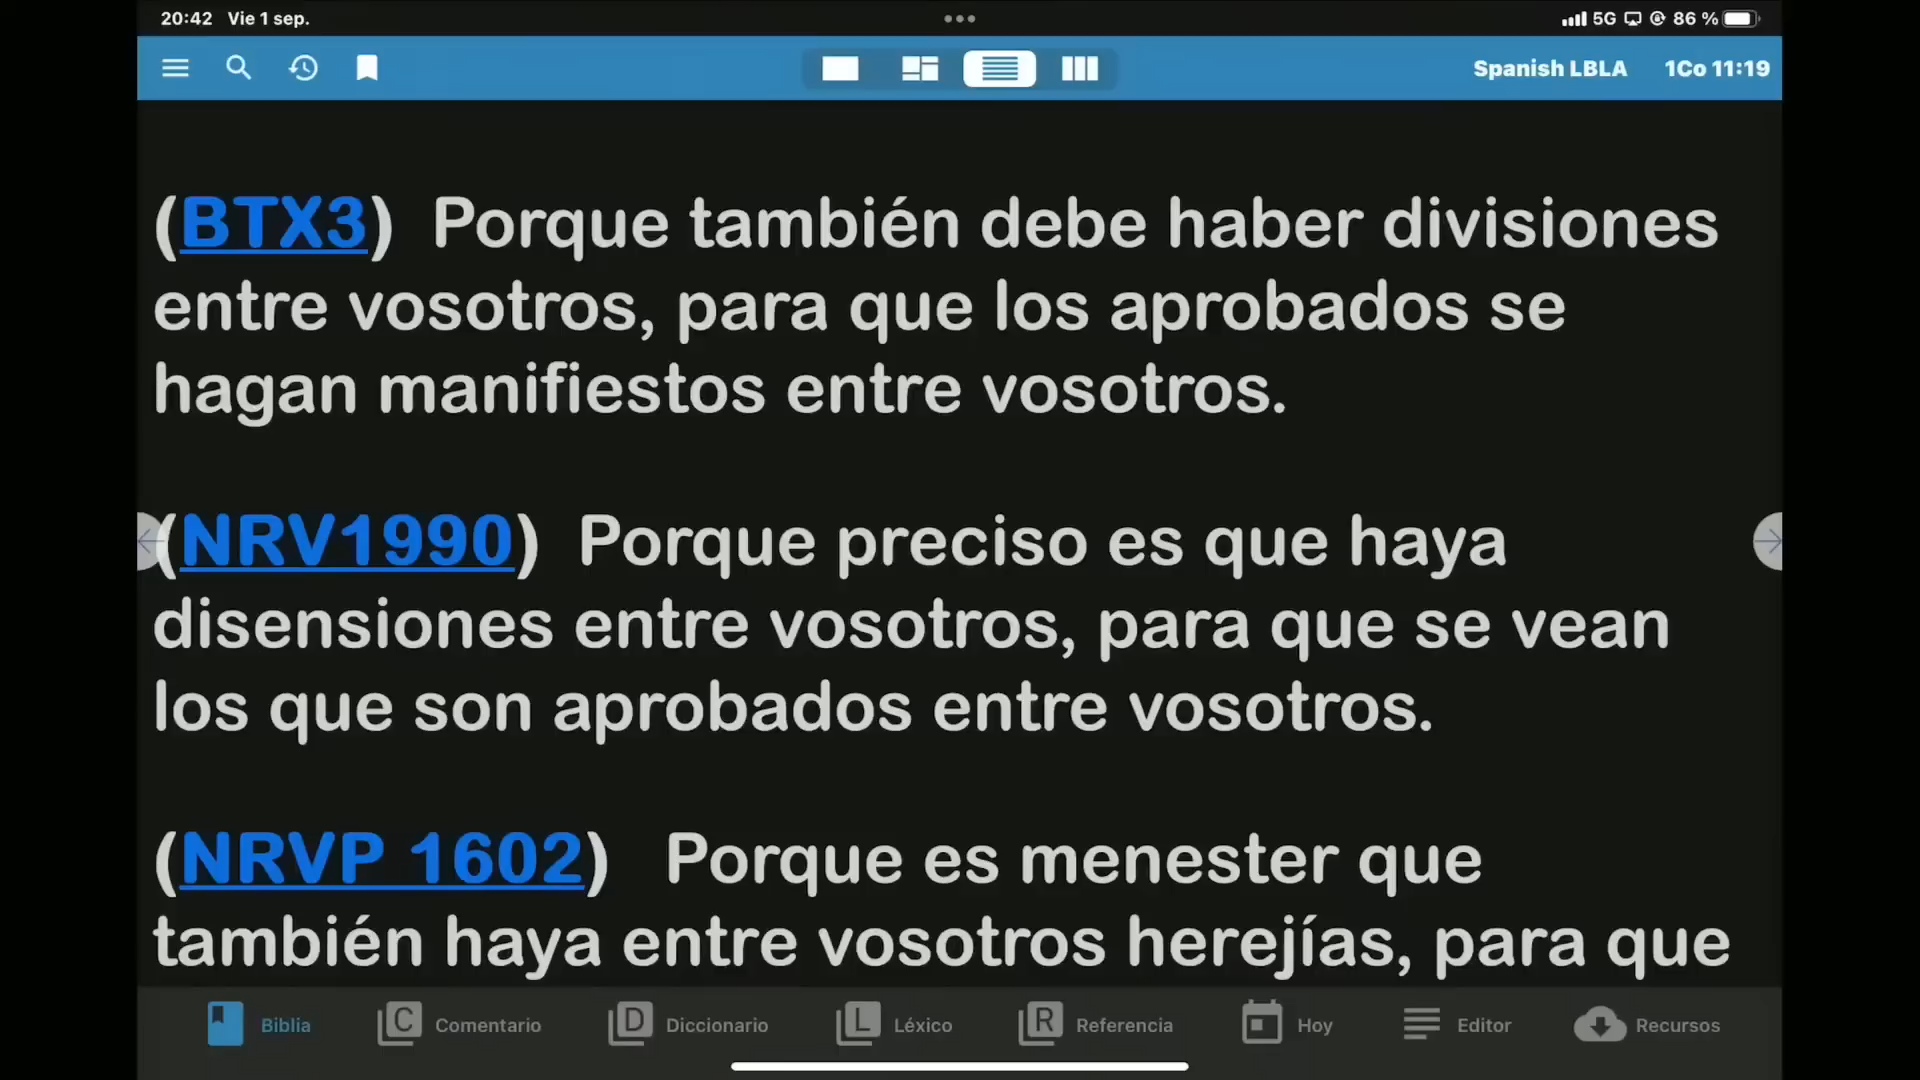 20:42 Vie 1 sep.
5G 86 %
Spanish LBLA 1Co 11:19
(BTX3) Porque también debe haber divisiones
entre vosotros, para que los aprobados se
hagan manifiestos entre vosotros.
(NRV1990) Porque preciso es que haya
disensiones entre vosotros, para que se vean
los que son aprobados entre vosotros.
(NRVP 1602) Porque es menester que
también haya entre vosotros herejías, para que
Biblia C Comentario D Diccionario L Léxico R Referencia Hoy Editor Recursos